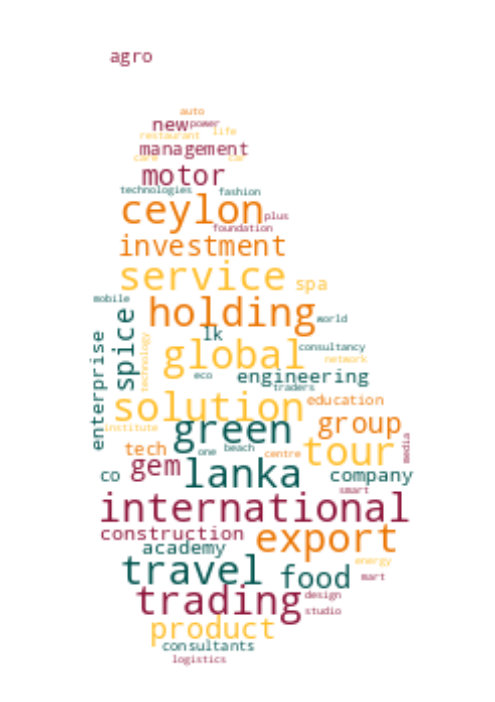 agro
auto
new power
restaurant life
management
care car
motor
technologies fashion
ceylon plus
foundation
investment
service spa
mobile
holding world
spice
lk
enterprise
technology
global consultancy
network
eco engineering
traders
solution education
institute green group
tech one beach centre tour media
co gem lanka company
smart
international
construction export
academy
energy
travel food mart
trading design
studio
product
consultants
logistics